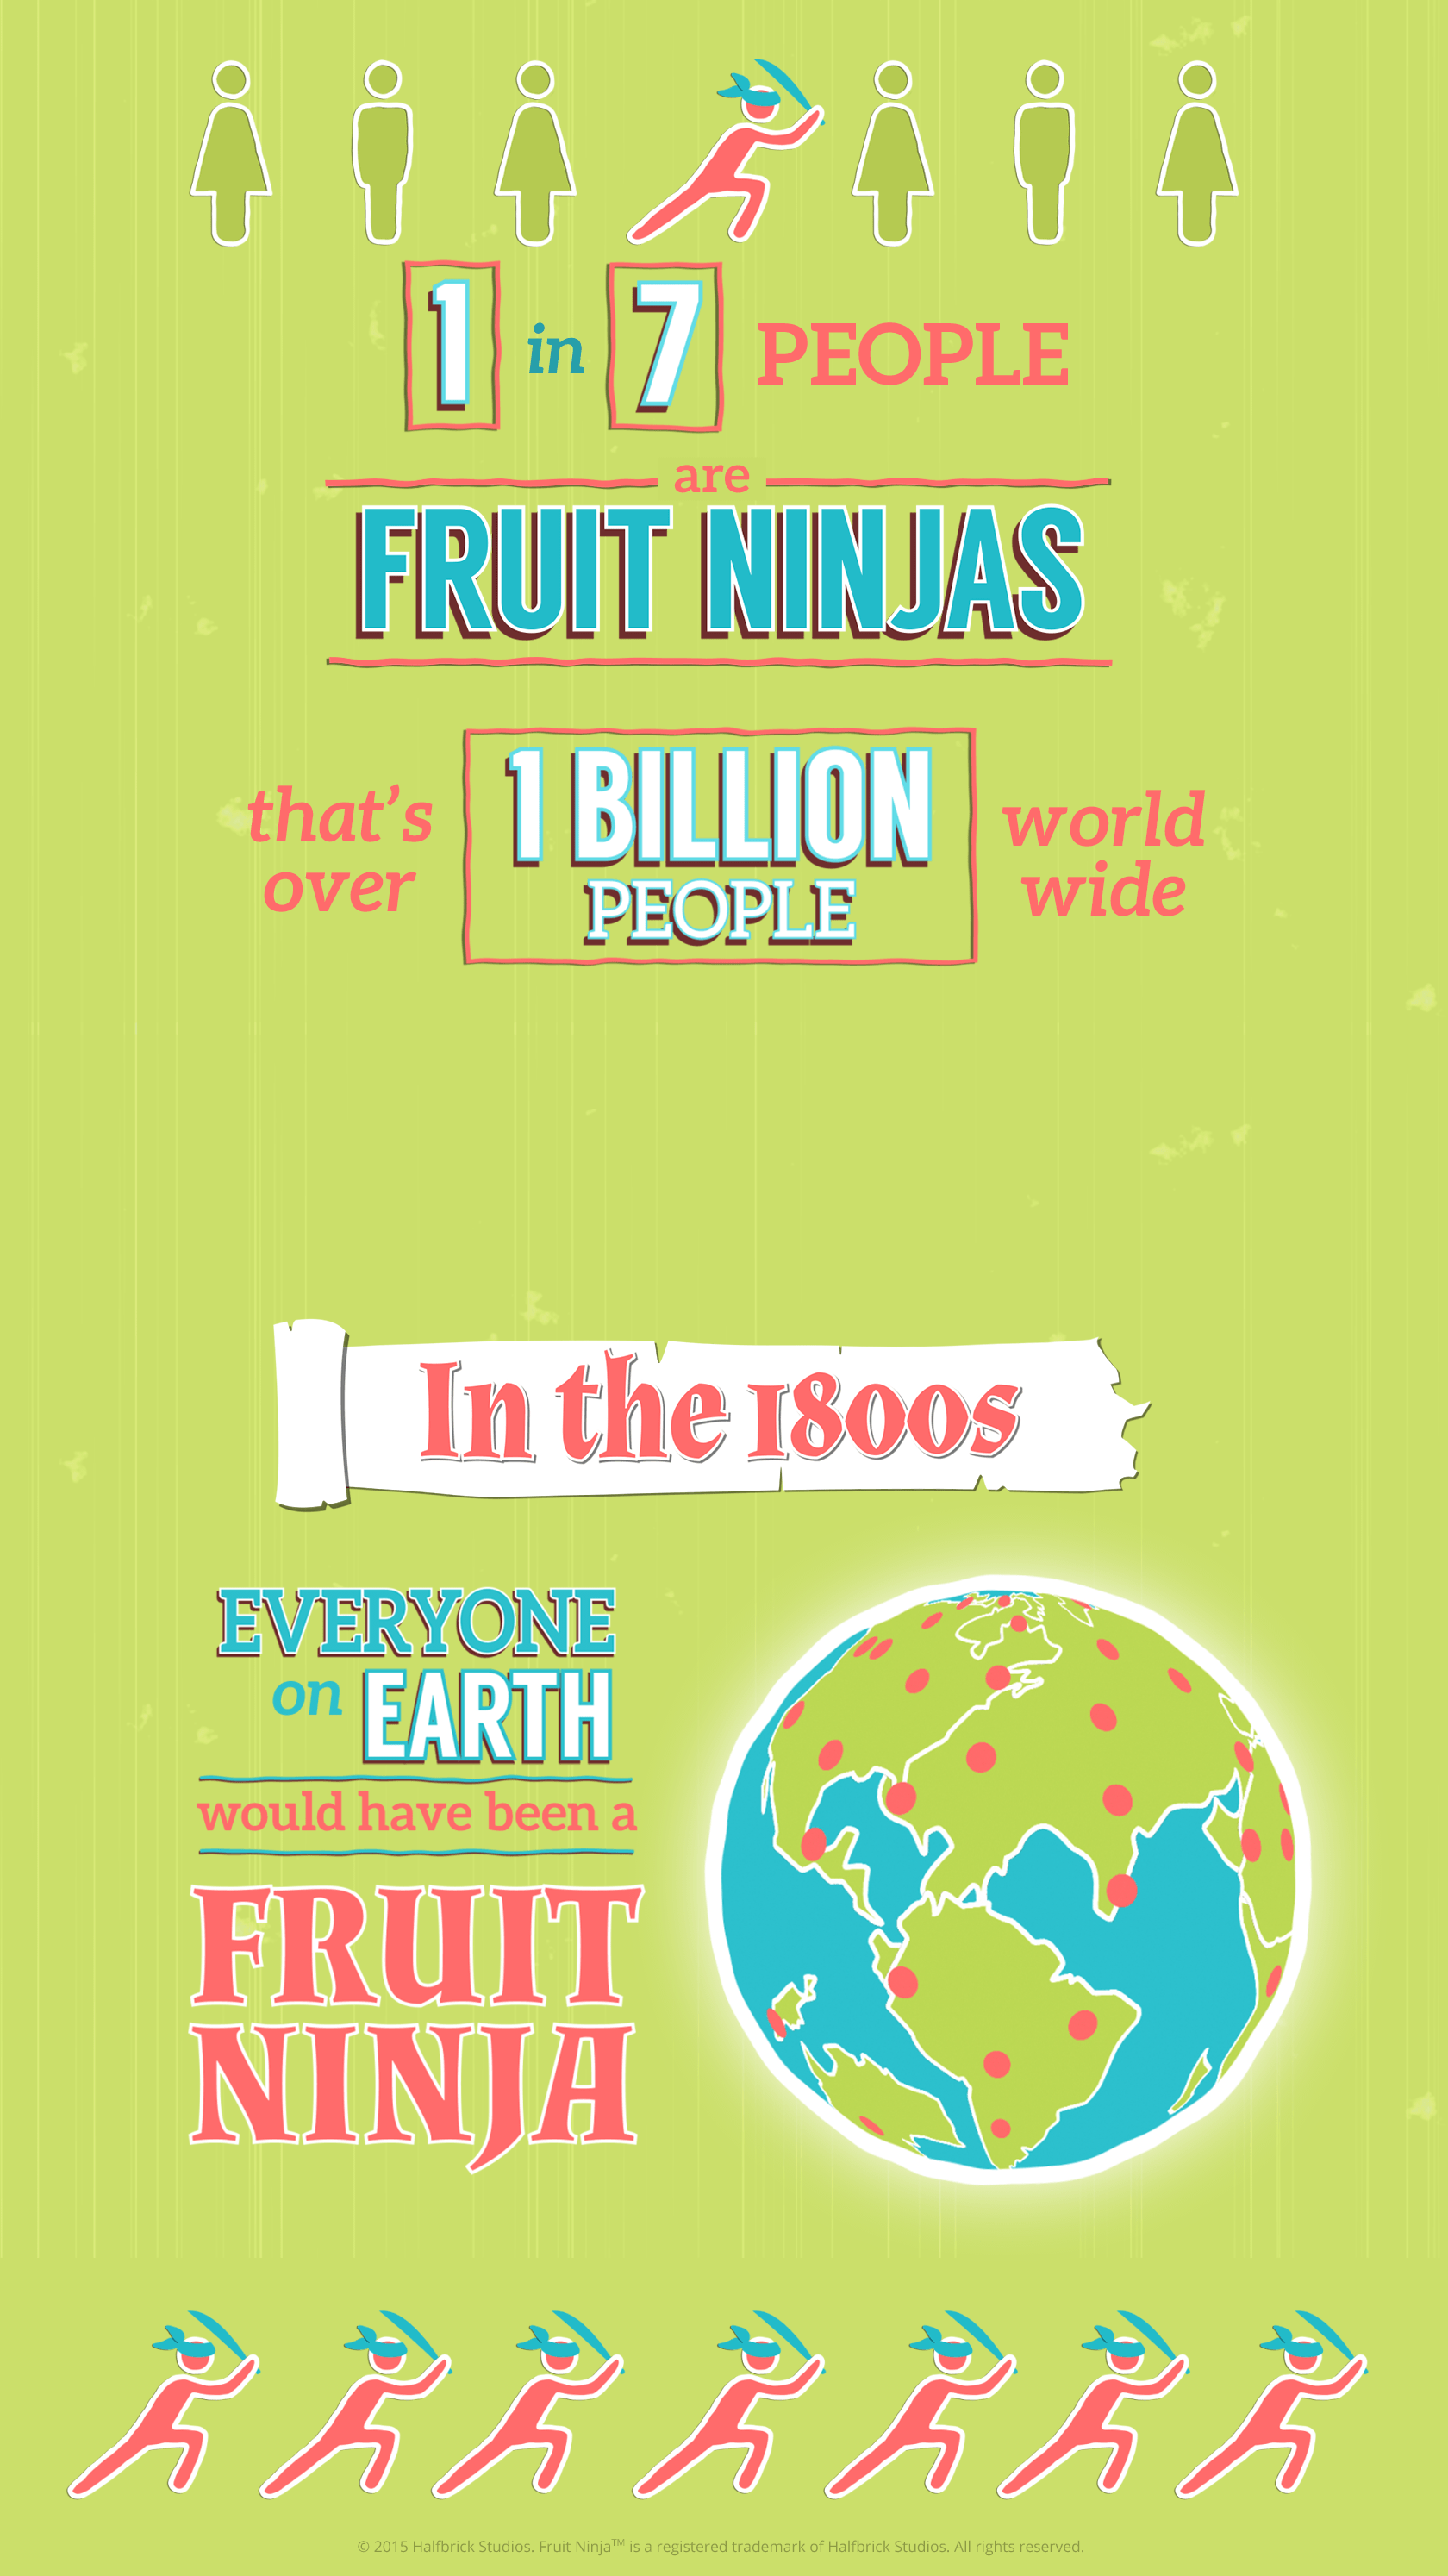 1 in 7 PEOPLE
are
FRUIT NINJAS
that's
over
1 BILLION
PEOPLE
world
wide
In the 1800s
EVERYONE
on EARTH
would have been a
FRUIT
NINJA
© 2015 Halfbrick Studios. Fruit Ninja™ is a registered trademark of Halfbrick Studios. All rights reserved.